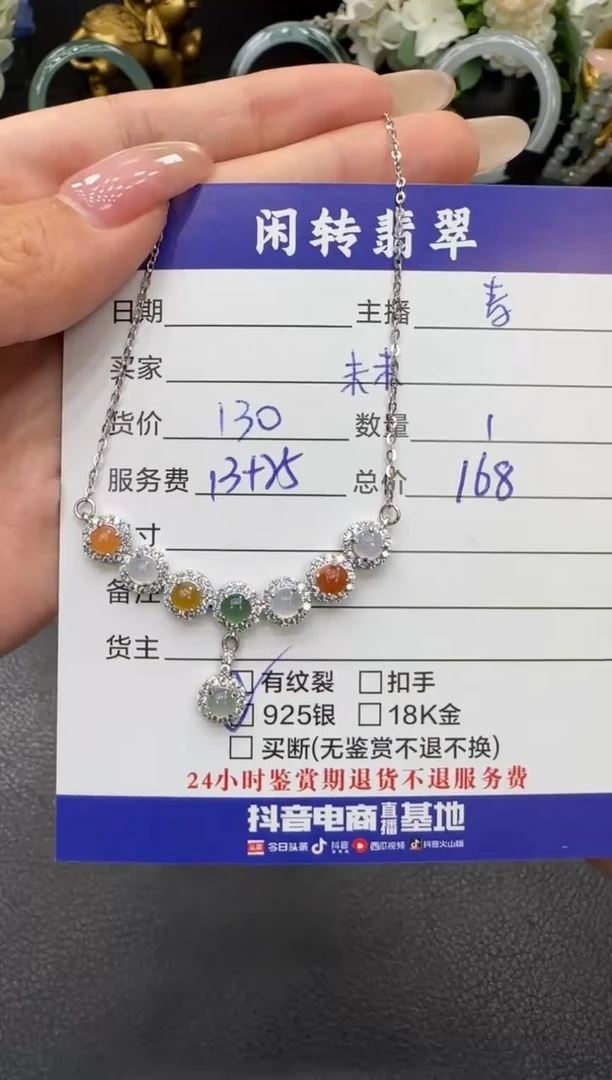 闲转翡翠
日期 主播 青
买家 未未
货价 130 数量 1
服务费 13+25 总价 168
寸
备注
货主
有纹裂 扣手
925银 18K金
买断(无鉴赏不退不换)
24小时鉴赏期退货不退服务费
抖音电商直播基地
头条 今日头条 抖音 西瓜视频 抖音火山版